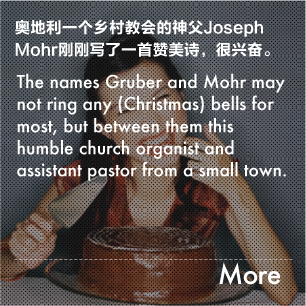 奥地利一个乡村教会的神父Joseph
Mohr刚刚写了一首赞美诗，很兴奋。
The names Gruber and Mohr may
not ring any (Christmas) bells for
most, but between them this
humble church organist and
assistant pastor from a small town.
More